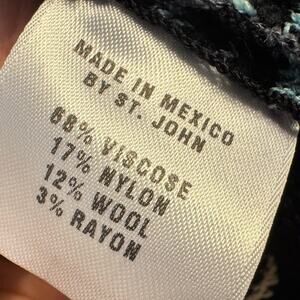 MADE IN MEXICO
BY ST. JOHN
68% VISCOSE
17% NYLON
12% WOOL
3% RAYON